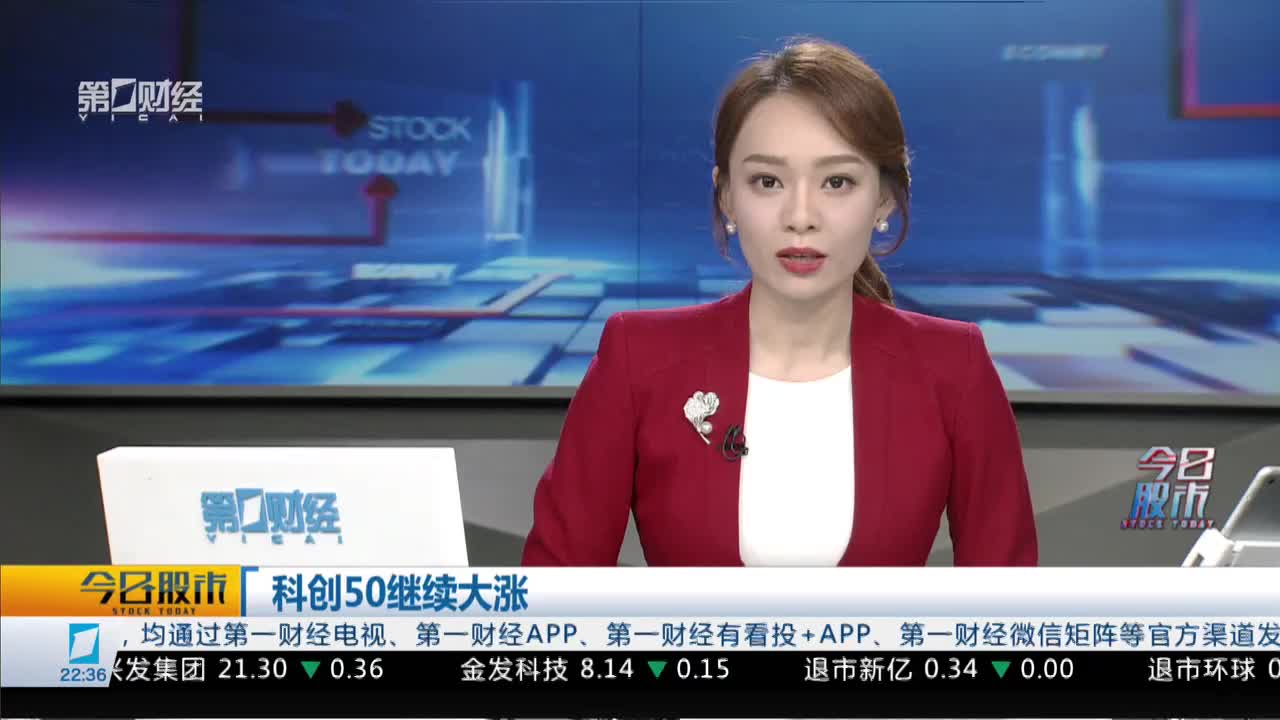 第一财经
YICAI
STOCK
TODAY
ECONMY
ECONMY
第一财经
YICAI
今日
股市
STOCK TODAY
今日股市
STOCK TODAY
科创50继续大涨
,均通过第一财经电视、第一财经APP、第一财经有看投+APP、第一财经微信矩阵等官方渠道发
22:36
兴发集团 21.30 ▼ 0.36 金发科技 8.14 ▼ 0.15 退市新亿 0.34 ▼ 0.00 退市环球 0